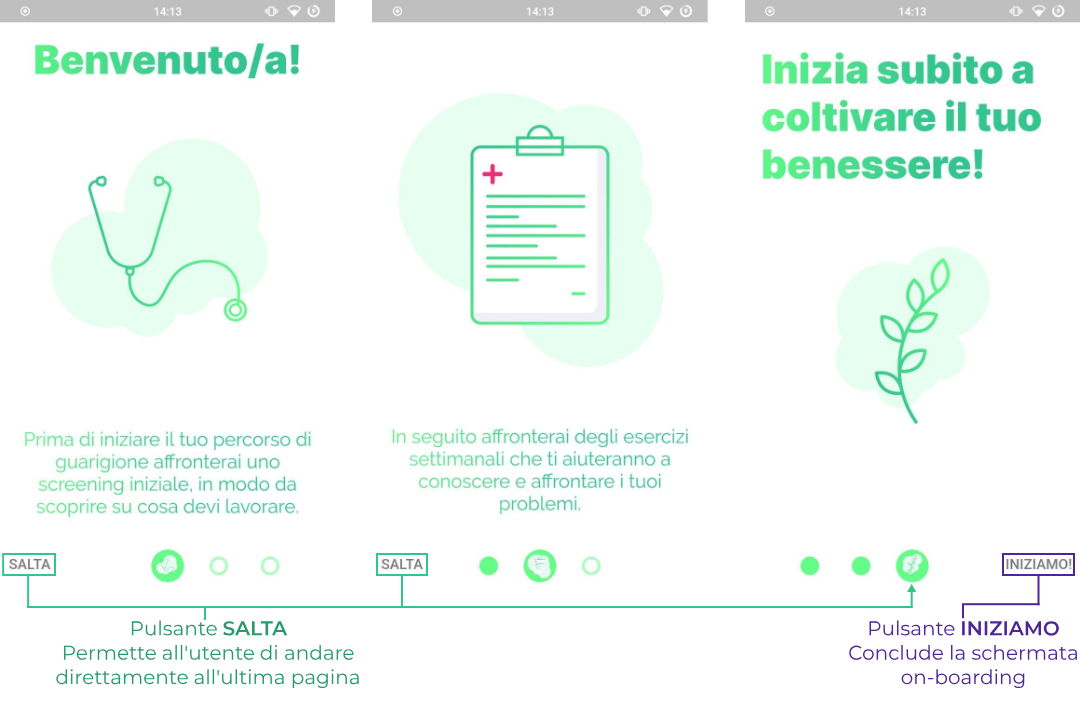 14:13
Benvenuto/a!
Prima di iniziare il tuo percorso di
guarigione affronterai uno
screening iniziale, in modo da
scoprire su cosa devi lavorare.
SALTA
14:13
In seguito affronterai degli esercizi
settimanali che ti aiuteranno a
conoscere e affrontare i tuoi
problemi.
SALTA
14:13
Inizia subito a
coltivare il tuo
benessere!
INIZIAMO!
Pulsante SALTA
Permette all'utente di andare
direttamente all'ultima pagina
Pulsante INIZIAMO
Conclude la schermata
on-boarding